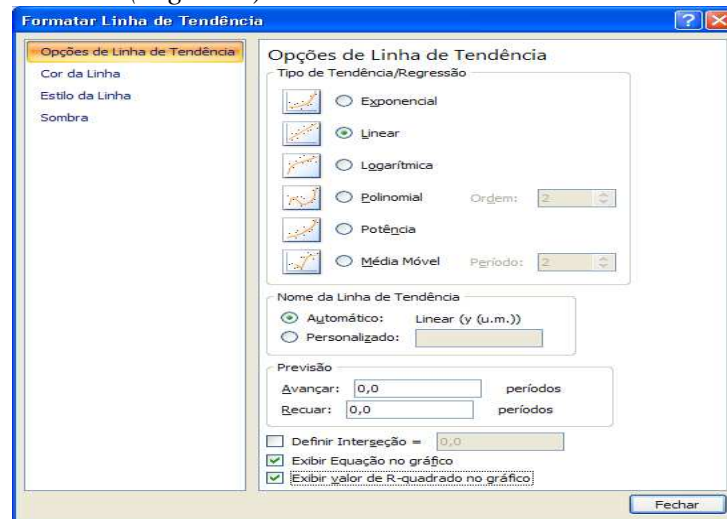 Formatar Linha de Tendência
Opções de Linha de Tendência
Cor da Linha
Estilo da Linha
Sombra
Opções de Linha de Tendência
Tipo de Tendência/Regressão
Exponencial
Linear
Logarítmica
Polinomial Ordem: 2
Potência
Média Móvel Período: 2
Nome da Linha de Tendência
Automático: Linear (y (u.m.))
Personalizado:
Previsão
Avançar: 0,0 períodos
Recuar: 0,0 períodos
Definir Interseção = 0,0
Exibir Equação no gráfico
Exibir valor de R-quadrado no gráfico
Fechar